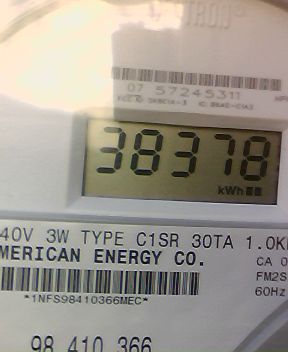 TRON®
07 57245311
38378
kWh
40V 3W TYPE C1SR 30TA 1.0K
MERICAN ENERGY CO.
CA 0
FM2S
*1NFS98410366MEC*
60Hz
98 410 366